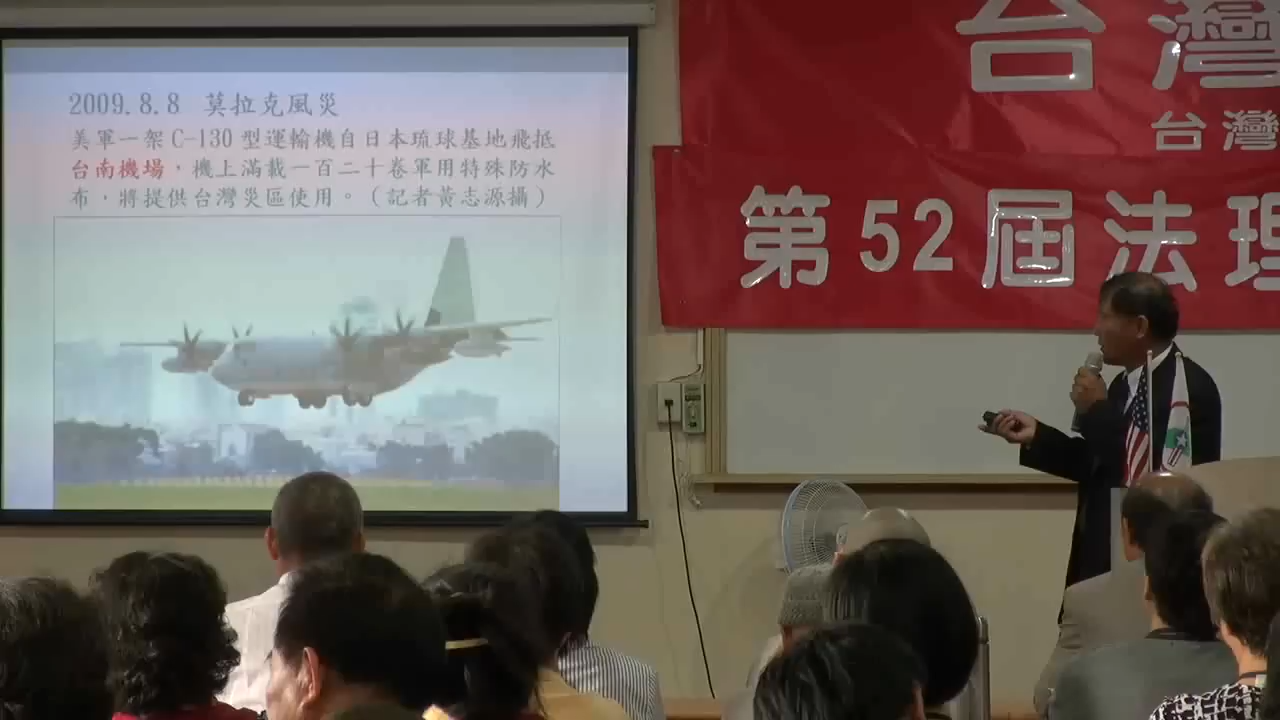 2009.8.8 莫拉克風災
美軍一架C-130型運輸機自日本琉球基地飛抵
台南機場，機上滿載一百二十卷軍用特殊防水
布，將提供台灣災區使用。（記者黃志源攝）
台灣
台灣
第52屆法理